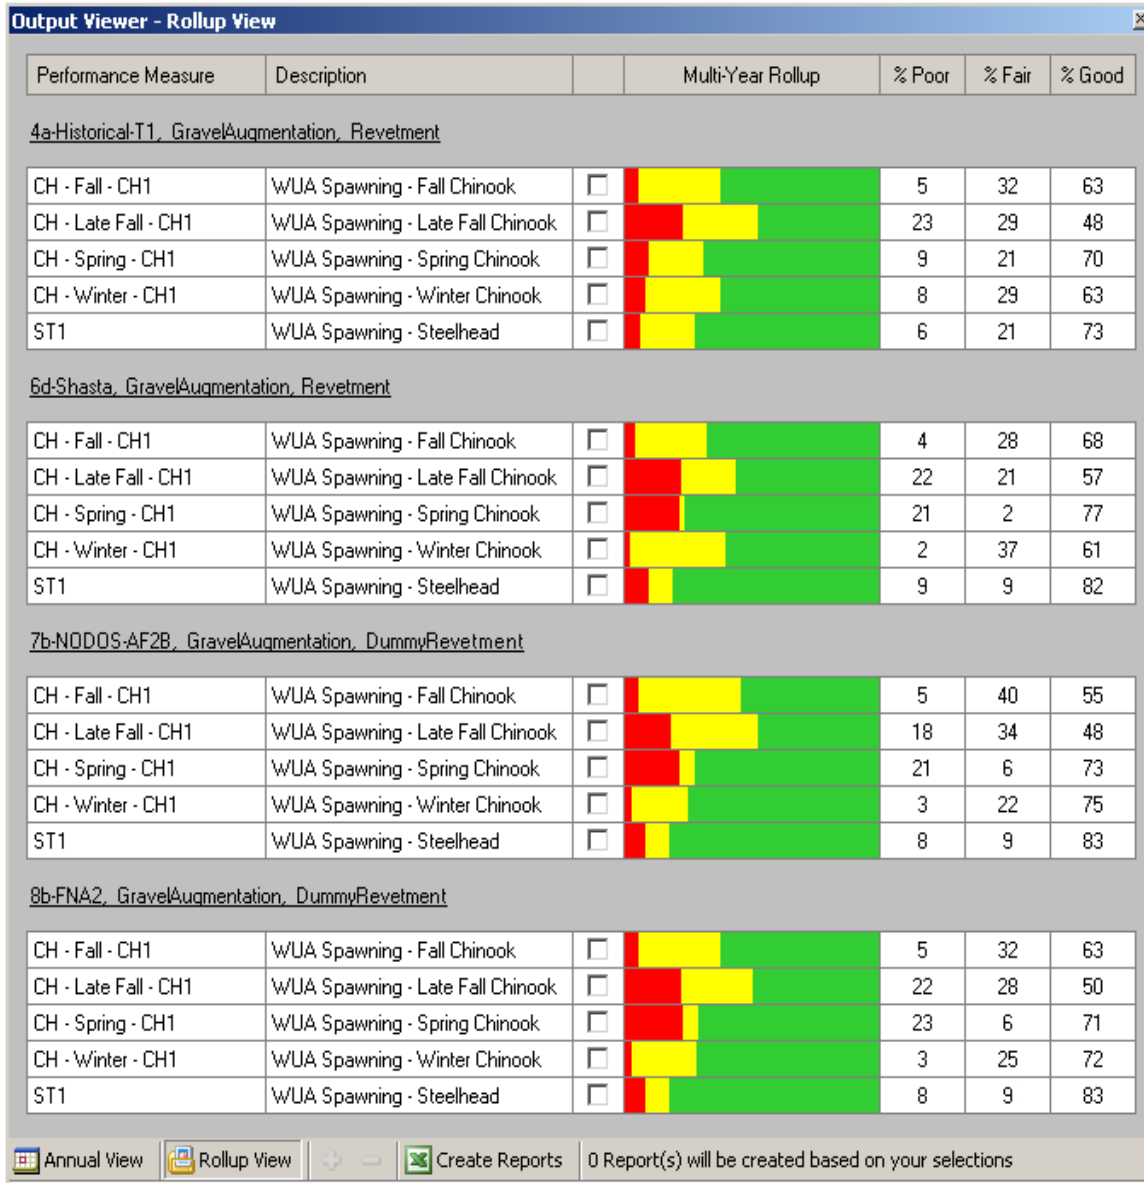 Output Viewer - Rollup View
Performance Measure Description Multi-Year Rollup % Poor % Fair % Good
4a-Historical-T1, GravelAugmentation, Revetment
CH - Fall - CH1 WUA Spawning - Fall Chinook 5 32 63
CH - Late Fall - CH1 WUA Spawning - Late Fall Chinook 23 29 48
CH - Spring - CH1 WUA Spawning - Spring Chinook 9 21 70
CH - Winter - CH1 WUA Spawning - Winter Chinook 8 29 63
ST1 WUA Spawning - Steelhead 6 21 73
6d-Shasta, GravelAugmentation, Revetment
CH - Fall - CH1 WUA Spawning - Fall Chinook 4 28 68
CH - Late Fall - CH1 WUA Spawning - Late Fall Chinook 22 21 57
CH - Spring - CH1 WUA Spawning - Spring Chinook 21 2 77
CH - Winter - CH1 WUA Spawning - Winter Chinook 2 37 61
ST1 WUA Spawning - Steelhead 9 9 82
7b-NODOS-AF2B, GravelAugmentation, DummyRevetment
CH - Fall - CH1 WUA Spawning - Fall Chinook 5 40 55
CH - Late Fall - CH1 WUA Spawning - Late Fall Chinook 18 34 48
CH - Spring - CH1 WUA Spawning - Spring Chinook 21 6 73
CH - Winter - CH1 WUA Spawning - Winter Chinook 3 22 75
ST1 WUA Spawning - Steelhead 8 9 83
8b-FNA2, GravelAugmentation, DummyRevetment
CH - Fall - CH1 WUA Spawning - Fall Chinook 5 32 63
CH - Late Fall - CH1 WUA Spawning - Late Fall Chinook 22 28 50
CH - Spring - CH1 WUA Spawning - Spring Chinook 23 6 71
CH - Winter - CH1 WUA Spawning - Winter Chinook 3 25 72
ST1 WUA Spawning - Steelhead 8 9 83
Annual View Rollup View Create Reports 0 Report(s) will be created based on your selections